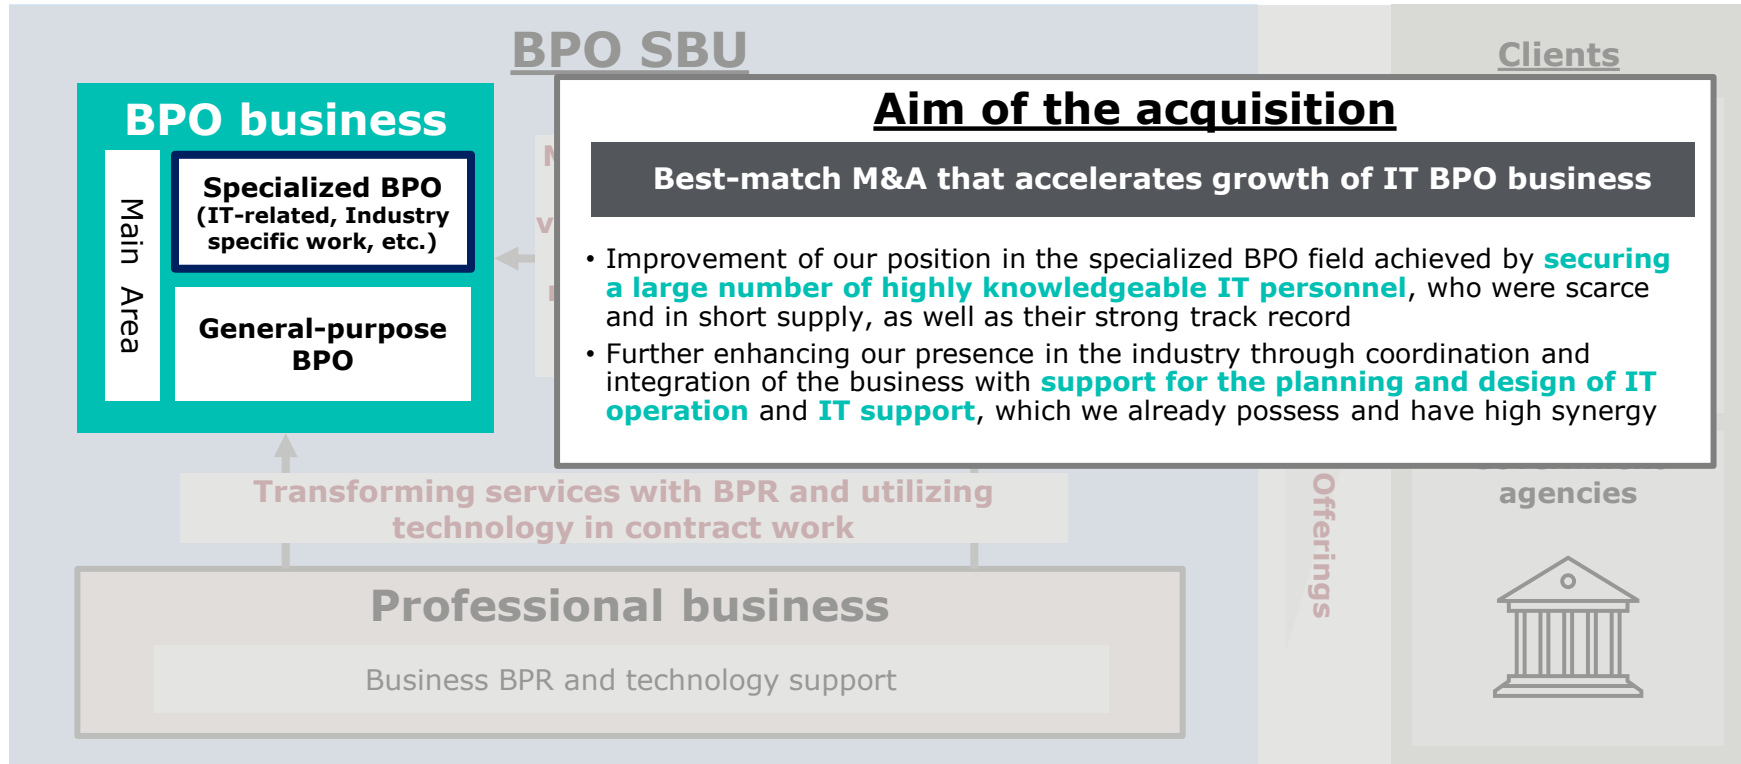 BPO SBU
Clients
BPO business
Main Area
Specialized BPO
(IT-related, Industry
specific work, etc.)
General-purpose
BPO
Aim of the acquisition
Best-match M&A that accelerates growth of IT BPO business
• Improvement of our position in the specialized BPO field achieved by securing
a large number of highly knowledgeable IT personnel, who were scarce
and in short supply, as well as their strong track record
• Further enhancing our presence in the industry through coordination and
integration of the business with support for the planning and design of IT
operation and IT support, which we already possess and have high synergy
Transforming services with BPR and utilizing
technology in contract work
Offerings
agencies
Professional business
Business BPR and technology support